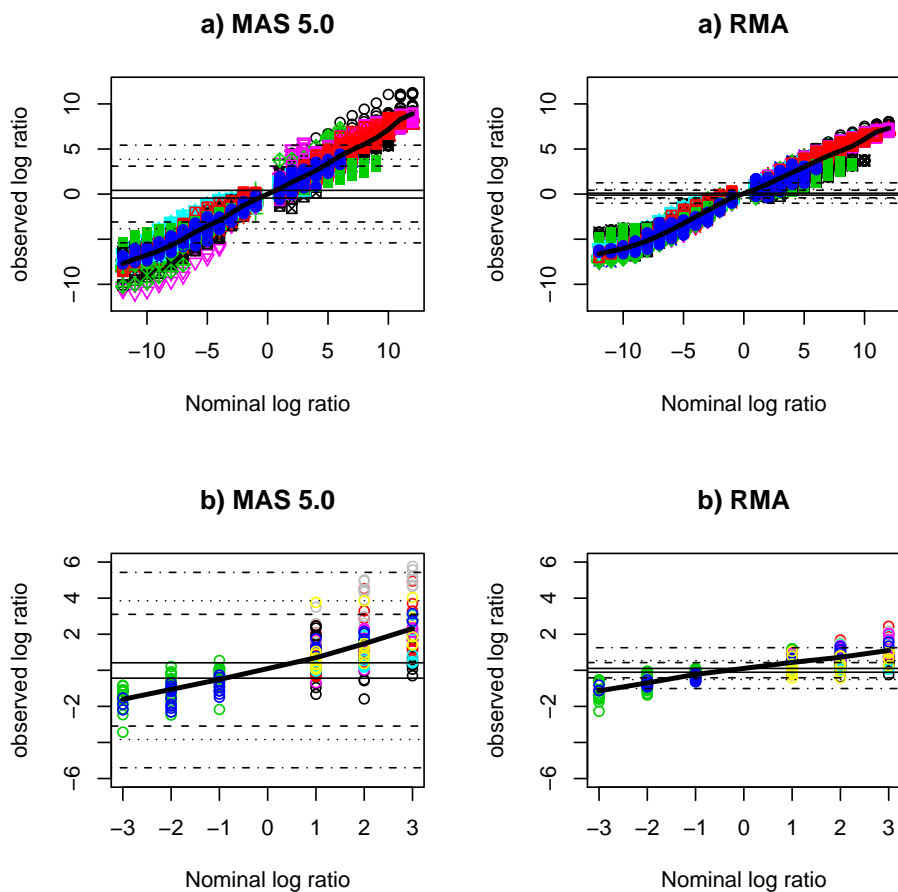 a) MAS 5.0
observed log ratio
10
5
0
−10
−10 −5 0 5 10
Nominal log ratio
a) RMA
observed log ratio
10
5
0
−10
−10 −5 0 5 10
Nominal log ratio
b) MAS 5.0
observed log ratio
6
4
2
−2
−6
−3 −2 −1 0 1 2 3
Nominal log ratio
b) RMA
observed log ratio
6
4
2
−2
−6
−3 −2 −1 0 1 2 3
Nominal log ratio